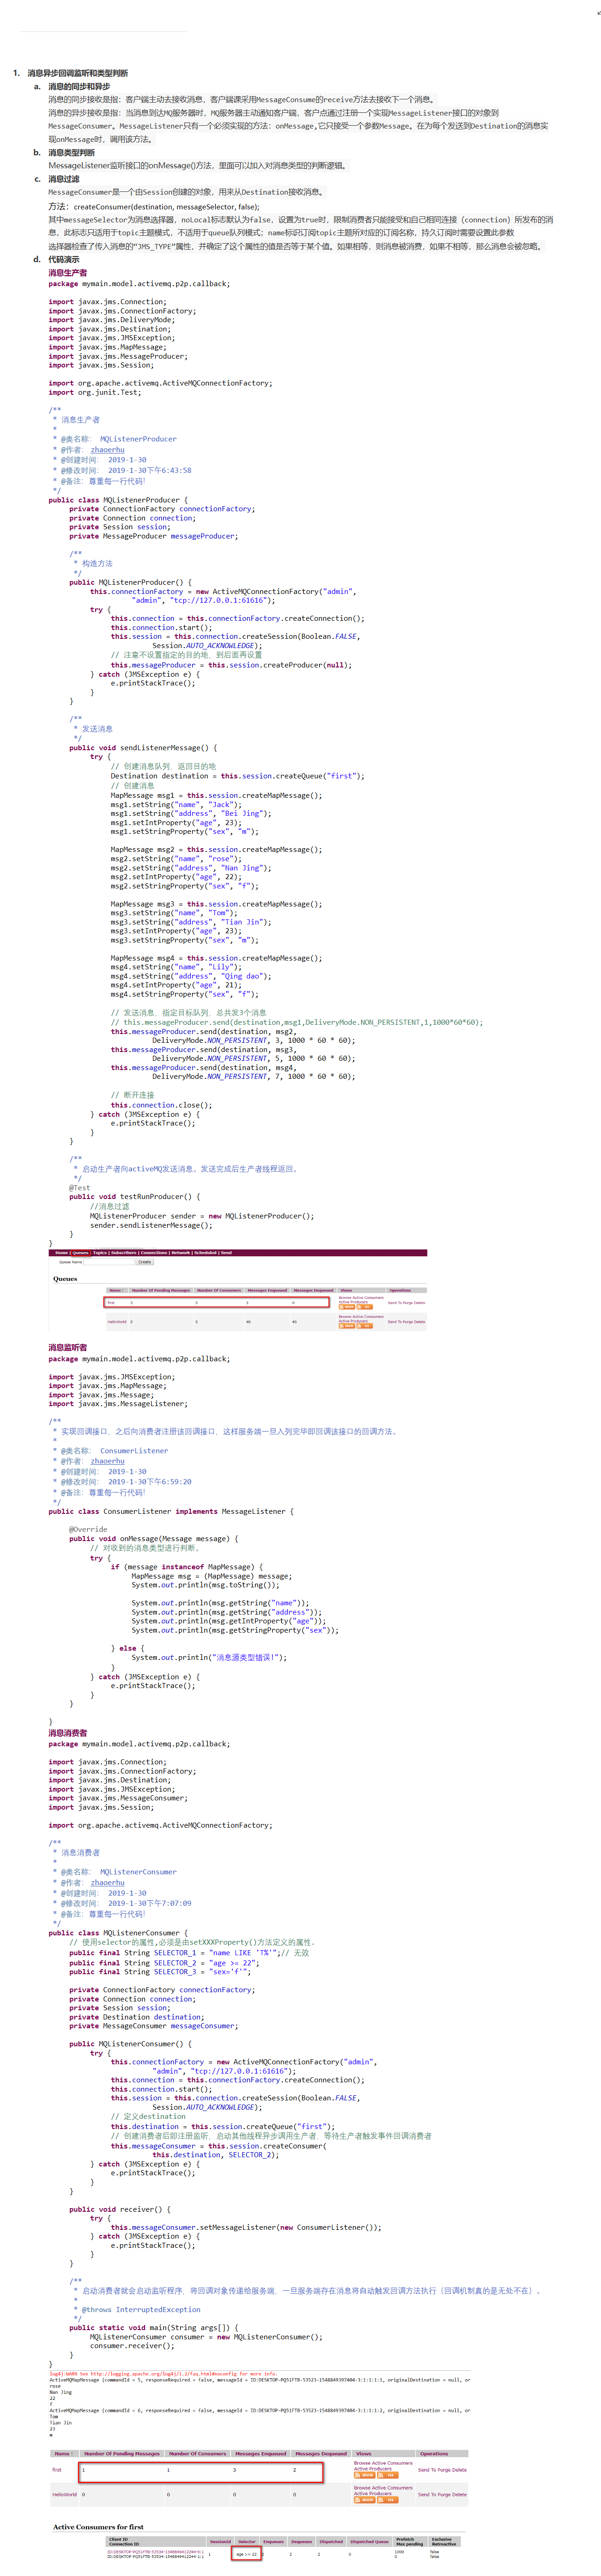 1. 消息异步回调监听和类型判断
a. 消息的同步和异步
消息的同步接收是指：客户端主动去接收消息，客户端课采用MessageConsume的receive方法去接收下一个消息。
消息的异步接收是指：当消息到达MQ服务器时，MQ服务器主动通知客户端，客户点通过注册一个实现MessageListener接口的对象到
MessageConsumer。MessageListener只有一个必须实现的方法：onMessage,它只接受一个参数Message。在为每个发送到Destination的消息实
现onMessage时，调用该方法。
b. 消息类型判断
MessageListener监听接口的onMessage()方法，里面可以加入对消息类型的判断逻辑。
c. 消息过滤
MessageConsumer是一个由Session创建的对象，用来从Destination接收消息。
方法：createConsumer(destination, messageSelector, false);
其中messageSelector为消息选择器，noLocal标志默认为false，设置为true时，限制消费者只能接受和自己相同连接（connection）所发布的消
息，此标志只适用于topic主题模式，不适用于queue队列模式；name标识订阅topic主题所对应的订阅名称，持久订阅时需要设置此参数
选择器检查了传入消息的“JMS_TYPE”属性，并确定了这个属性的值是否等于某个值。如果相等，则消息被消费，如果不相等，那么消息会被忽略。
d. 代码演示
消息生产者
package mymain.model.activemq.p2p.callback;
import javax.jms.Connection;
import javax.jms.ConnectionFactory;
import javax.jms.DeliveryMode;
import javax.jms.Destination;
import javax.jms.JMSException;
import javax.jms.MapMessage;
import javax.jms.MessageProducer;
import javax.jms.Session;
import org.apache.activemq.ActiveMQConnectionFactory;
import org.junit.Test;
/**
* 消息生产者
*
* @类名称： MQListenerProducer
* @作者： zhaoerhu
* @创建时间： 2019-1-30
* @修改时间： 2019-1-30下午6:43:58
* @备注：尊重每一行代码！
*/
public class MQListenerProducer {
private ConnectionFactory connectionFactory;
private Connection connection;
private Session session;
private MessageProducer messageProducer;
/**
* 构造方法
*/
public MQListenerProducer() {
this.connectionFactory = new ActiveMQConnectionFactory("admin",
"admin", "tcp://127.0.0.1:61616");
try {
this.connection = this.connectionFactory.createConnection();
this.connection.start();
this.session = this.connection.createSession(Boolean.FALSE,
Session.AUTO_ACKNOWLEDGE);
// 注意不设置指定的目的地，到后面再设置
this.messageProducer = this.session.createProducer(null);
} catch (JMSException e) {
e.printStackTrace();
}
}
/**
* 发送消息
*/
public void sendListenerMessage() {
try {
// 创建消息队列，返回目的地
Destination destination = this.session.createQueue("first");
// 创建消息
MapMessage msg1 = this.session.createMapMessage();
msg1.setString("name", "Jack");
msg1.setString("address", "Bei Jing");
msg1.setIntProperty("age", 23);
msg1.setStringProperty("sex", "m");
MapMessage msg2 = this.session.createMapMessage();
msg2.setString("name", "rose");
msg2.setString("address", "Nan Jing");
msg2.setIntProperty("age", 22);
msg2.setStringProperty("sex", "f");
MapMessage msg3 = this.session.createMapMessage();
msg3.setString("name", "Tom");
msg3.setString("address", "Tian Jin");
msg3.setIntProperty("age", 23);
msg3.setStringProperty("sex", "m");
MapMessage msg4 = this.session.createMapMessage();
msg4.setString("name", "Lily");
msg4.setString("address", "Qing dao");
msg4.setIntProperty("age", 21);
msg4.setStringProperty("sex", "f");
// 发送消息，指定目标队列，总共发3个消息
// this.messageProducer.send(destination,msg1,DeliveryMode.NON_PERSISTENT,1,1000*60*60);
this.messageProducer.send(destination, msg2,
DeliveryMode.NON_PERSISTENT, 3, 1000 * 60 * 60);
this.messageProducer.send(destination, msg3,
DeliveryMode.NON_PERSISTENT, 5, 1000 * 60 * 60);
this.messageProducer.send(destination, msg4,
DeliveryMode.NON_PERSISTENT, 7, 1000 * 60 * 60);
// 断开连接
this.connection.close();
} catch (JMSException e) {
e.printStackTrace();
}
}
/**
* 启动生产者向activeMQ发送消息。发送完成后生产者线程返回。
*/
@Test
public void testRunProducer() {
//消息过滤
MQListenerProducer sender = new MQListenerProducer();
sender.sendListenerMessage();
}
}
Home | Queues | Topics | Subscribers | Connections | Network | Scheduled | Send
Queue Name Create
Queues
Name ↑ Number Of Pending Messages Number Of Consumers Messages Enqueued Messages Dequeued Views Operations
first 3 0 3 0 Browse Active Consumers Active Producers Send To Purge Delete
HelloWorld 0 0 40 40 Browse Active Consumers Active Producers Send To Purge Delete
消息监听者
package mymain.model.activemq.p2p.callback;
import javax.jms.JMSException;
import javax.jms.MapMessage;
import javax.jms.Message;
import javax.jms.MessageListener;
/**
* 实现回调接口，之后向消费者注册该回调接口，这样服务端一旦入列完毕即回调该接口的回调方法。
*
* @类名称： ConsumerListener
* @作者： zhaoerhu
* @创建时间： 2019-1-30
* @修改时间： 2019-1-30下午6:59:20
* @备注：尊重每一行代码！
*/
public class ConsumerListener implements MessageListener {
@Override
public void onMessage(Message message) {
// 对收到的消息类型进行判断。
try {
if (message instanceof MapMessage) {
MapMessage msg = (MapMessage) message;
System.out.println(msg.toString());
System.out.println(msg.getString("name"));
System.out.println(msg.getString("address"));
System.out.println(msg.getIntProperty("age"));
System.out.println(msg.getStringProperty("sex"));
} else {
System.out.println("消息源类型错误!");
}
} catch (JMSException e) {
e.printStackTrace();
}
}
}
消息消费者
package mymain.model.activemq.p2p.callback;
import javax.jms.Connection;
import javax.jms.ConnectionFactory;
import javax.jms.Destination;
import javax.jms.JMSException;
import javax.jms.MessageConsumer;
import javax.jms.Session;
import org.apache.activemq.ActiveMQConnectionFactory;
/**
* 消息消费者
*
* @类名称： MQListenerConsumer
* @作者： zhaoerhu
* @创建时间： 2019-1-30
* @修改时间： 2019-1-30下午7:07:09
* @备注：尊重每一行代码！
*/
public class MQListenerConsumer {
// 使用selector的属性,必须是由setXXXProperty()方法定义的属性.
public final String SELECTOR_1 = "name LIKE 'T%'";// 无效
public final String SELECTOR_2 = "age >= 22";
public final String SELECTOR_3 = "sex='f'";
private ConnectionFactory connectionFactory;
private Connection connection;
private Session session;
private Destination destination;
private MessageConsumer messageConsumer;
public MQListenerConsumer() {
try {
this.connectionFactory = new ActiveMQConnectionFactory("admin",
"admin", "tcp://127.0.0.1:61616");
this.connection = this.connectionFactory.createConnection();
this.connection.start();
this.session = this.connection.createSession(Boolean.FALSE,
Session.AUTO_ACKNOWLEDGE);
// 定义destination
this.destination = this.session.createQueue("first");
// 创建消费者后即注册监听，启动其他线程异步调用生产者，等待生产者触发事件回调消费者
this.messageConsumer = this.session.createConsumer(
this.destination, SELECTOR_2);
} catch (JMSException e) {
e.printStackTrace();
}
}
public void receiver() {
try {
this.messageConsumer.setMessageListener(new ConsumerListener());
} catch (JMSException e) {
e.printStackTrace();
}
}
/**
* 启动消费者就会启动监听程序，将回调对象传递给服务端，一旦服务端存在消息将自动触发回调方法执行（回调机制真的是无处不在）。
*
* @throws InterruptedException
*/
public static void main(String args[]) {
MQListenerConsumer consumer = new MQListenerConsumer();
consumer.receiver();
}
}
log4j:WARN See http://logging.apache.org/log4j/1.2/faq.html#noconfig for more info.
ActiveMQMapMessage {commandId = 5, responseRequired = false, messageId = ID:DESKTOP-PQ51FTB-53523-1548849397404-3:1:1:1:1, originalDestination = null, or
rose
Nan Jing
22
f
ActiveMQMapMessage {commandId = 6, responseRequired = false, messageId = ID:DESKTOP-PQ51FTB-53523-1548849397404-3:1:1:1:2, originalDestination = null, or
Tom
Tian Jin
23
m
Name ↑ Number Of Pending Messages Number Of Consumers Messages Enqueued Messages Dequeued Views Operations
first 1 1 3 2 Browse Active Consumers Active Producers Send To Purge Delete
HelloWorld 0 0 0 0 Browse Active Consumers Active Producers Send To Purge Delete
Active Consumers for first
Client ID Connection ID SessionId Selector Enqueues Dequeues Dispatched Dispatched Queue Prefetch Max pending Exclusive Retroactive
1 age >= 22 2 2 2 0 1000 0 false false